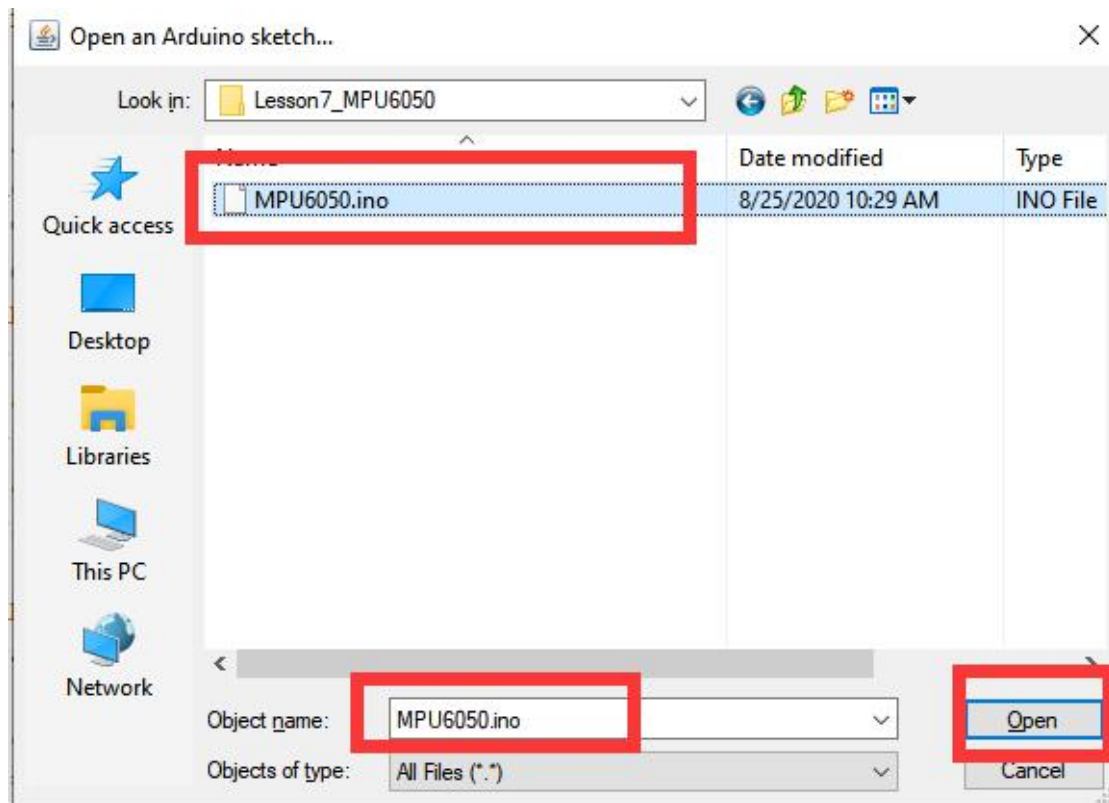 Open an Arduino sketch...
Look in: Lesson7_MPU6050
Date modified Type
MPU6050.ino 8/25/2020 10:29 AM INO File
Quick access
Desktop
Libraries
This PC
Network
Object name: MPU6050.ino Open
Objects of type: All Files (*.*) Cancel